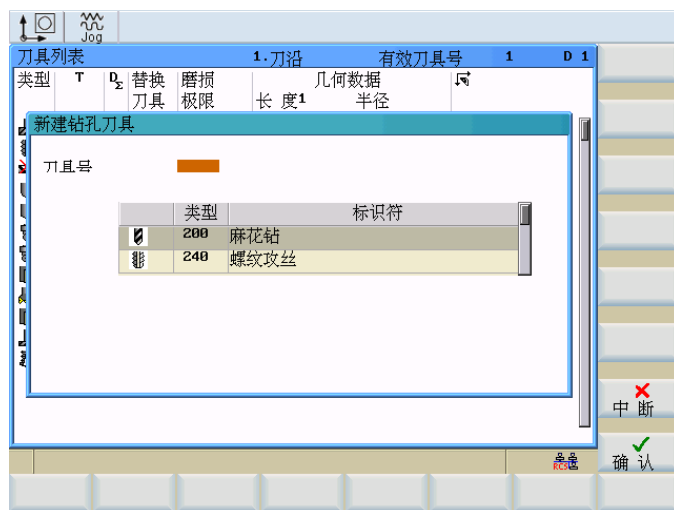 Jog
刀具列表 1.刀沿 有效刀具号 1 D 1
类型 T DΣ 替换 磨损 几何数据
刀具 极限 长 度1 半径
新建钻孔刀具
刀具号
类型 标识符
200 麻花钻
240 螺纹攻丝
中 断
RCS
确 认